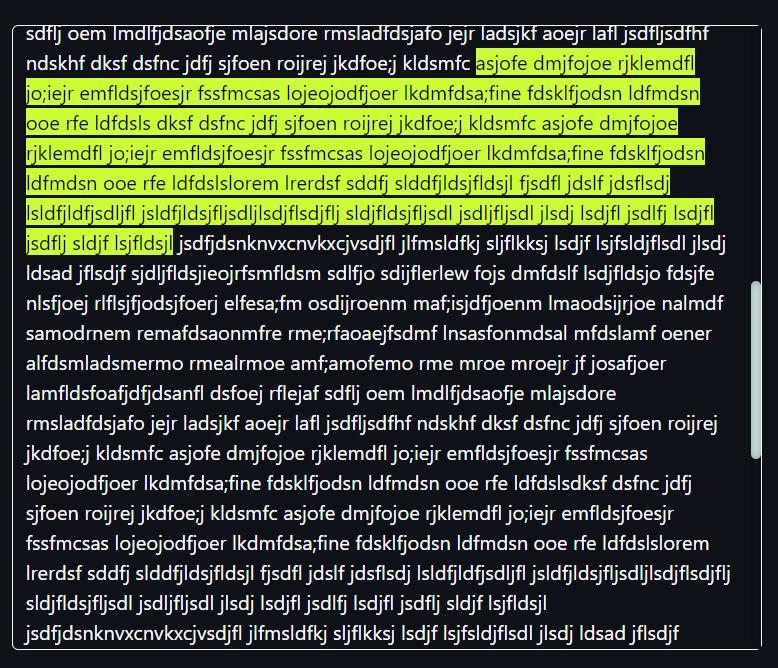 sdflj oem lmdlfjdsaofje mlajsdore rmsladfdsjafo jejr ladsjkf aoejr lafl jsdfljsdfhf
ndskhf dksf dsfnc jdfj sjfoen roijrej jkdfoe;j kldsmfc asjofe dmjfojoe rjklemdfl
jo;iejr emfldsjfoesjr fssfmcsas lojeojodfjoer lkdmfdsa;fine fdsklfjodsn ldfmdsn
ooe rfe ldfdsls dksf dsfnc jdfj sjfoen roijrej jkdfoe;j kldsmfc asjofe dmjfojoe
rjklemdfl jo;iejr emfldsjfoesjr fssfmcsas lojeojodfjoer lkdmfdsa;fine fdsklfjodsn
ldfmdsn ooe rfe ldfdslslorem lrerdsf sddfj slddfjldsjfldsjl fjsdfl jdslf jdsflsdj
lsldfjldfjsdljfl jsldfjldsjfljsdljlsdjflsdjflj sldjfldsjfljsdl jsdljfljsdl jlsdj lsdjfl jsdlfj lsdjfl
jsdflj sldjf lsjfldsjl jsdfjdsnknvxcnvkxcjvsdjfl jlfmsldfkj sljflkksj lsdjf lsjfsldjflsdl jlsdj
ldsad jflsdjf sjdljfldsjieojrfsmfldsm sdlfjo sdijflerlew fojs dmfdslf lsdjfldsjo fdsjfe
nlsfjoej rlflsjfjodsjfoerj elfesa;fm osdijroenm maf;isjdfjoenm lmaodsijrjoe nalmdf
samodrnem remafdsaonmfre rme;rfaoaejfsdmf lnsasfonmdsal mfdslamf oener
alfdsmladsmermo rmealrmoe amf;amofemo rme mroe mroejr jf josafjoer
lamfldsfoafjdfjdsanfl dsfoej rflejaf sdflj oem lmdlfjdsaofje mlajsdore
rmsladfdsjafo jejr ladsjkf aoejr lafl jsdfljsdfhf ndskhf dksf dsfnc jdfj sjfoen roijrej
jkdfoe;j kldsmfc asjofe dmjfojoe rjklemdfl jo;iejr emfldsjfoesjr fssfmcsas
lojeojodfjoer lkdmfdsa;fine fdsklfjodsn ldfmdsn ooe rfe ldfdslsdksf dsfnc jdfj
sjfoen roijrej jkdfoe;j kldsmfc asjofe dmjfojoe rjklemdfl jo;iejr emfldsjfoesjr
fssfmcsas lojeojodfjoer lkdmfdsa;fine fdsklfjodsn ldfmdsn ooe rfe ldfdslslorem
lrerdsf sddfj slddfjldsjfldsjl fjsdfl jdslf jdsflsdj lsldfjldfjsdljfl jsldfjldsjfljsdljlsdjflsdjflj
sldjfldsjfljsdl jsdljfljsdl jlsdj lsdjfl jsdlfj lsdjfl jsdflj sldjf lsjfldsjl
jsdfjdsnknvxcnvkxcjvsdjfl jlfmsldfkj sljflkksj lsdjf lsjfsldjflsdl jlsdj ldsad jflsdjf